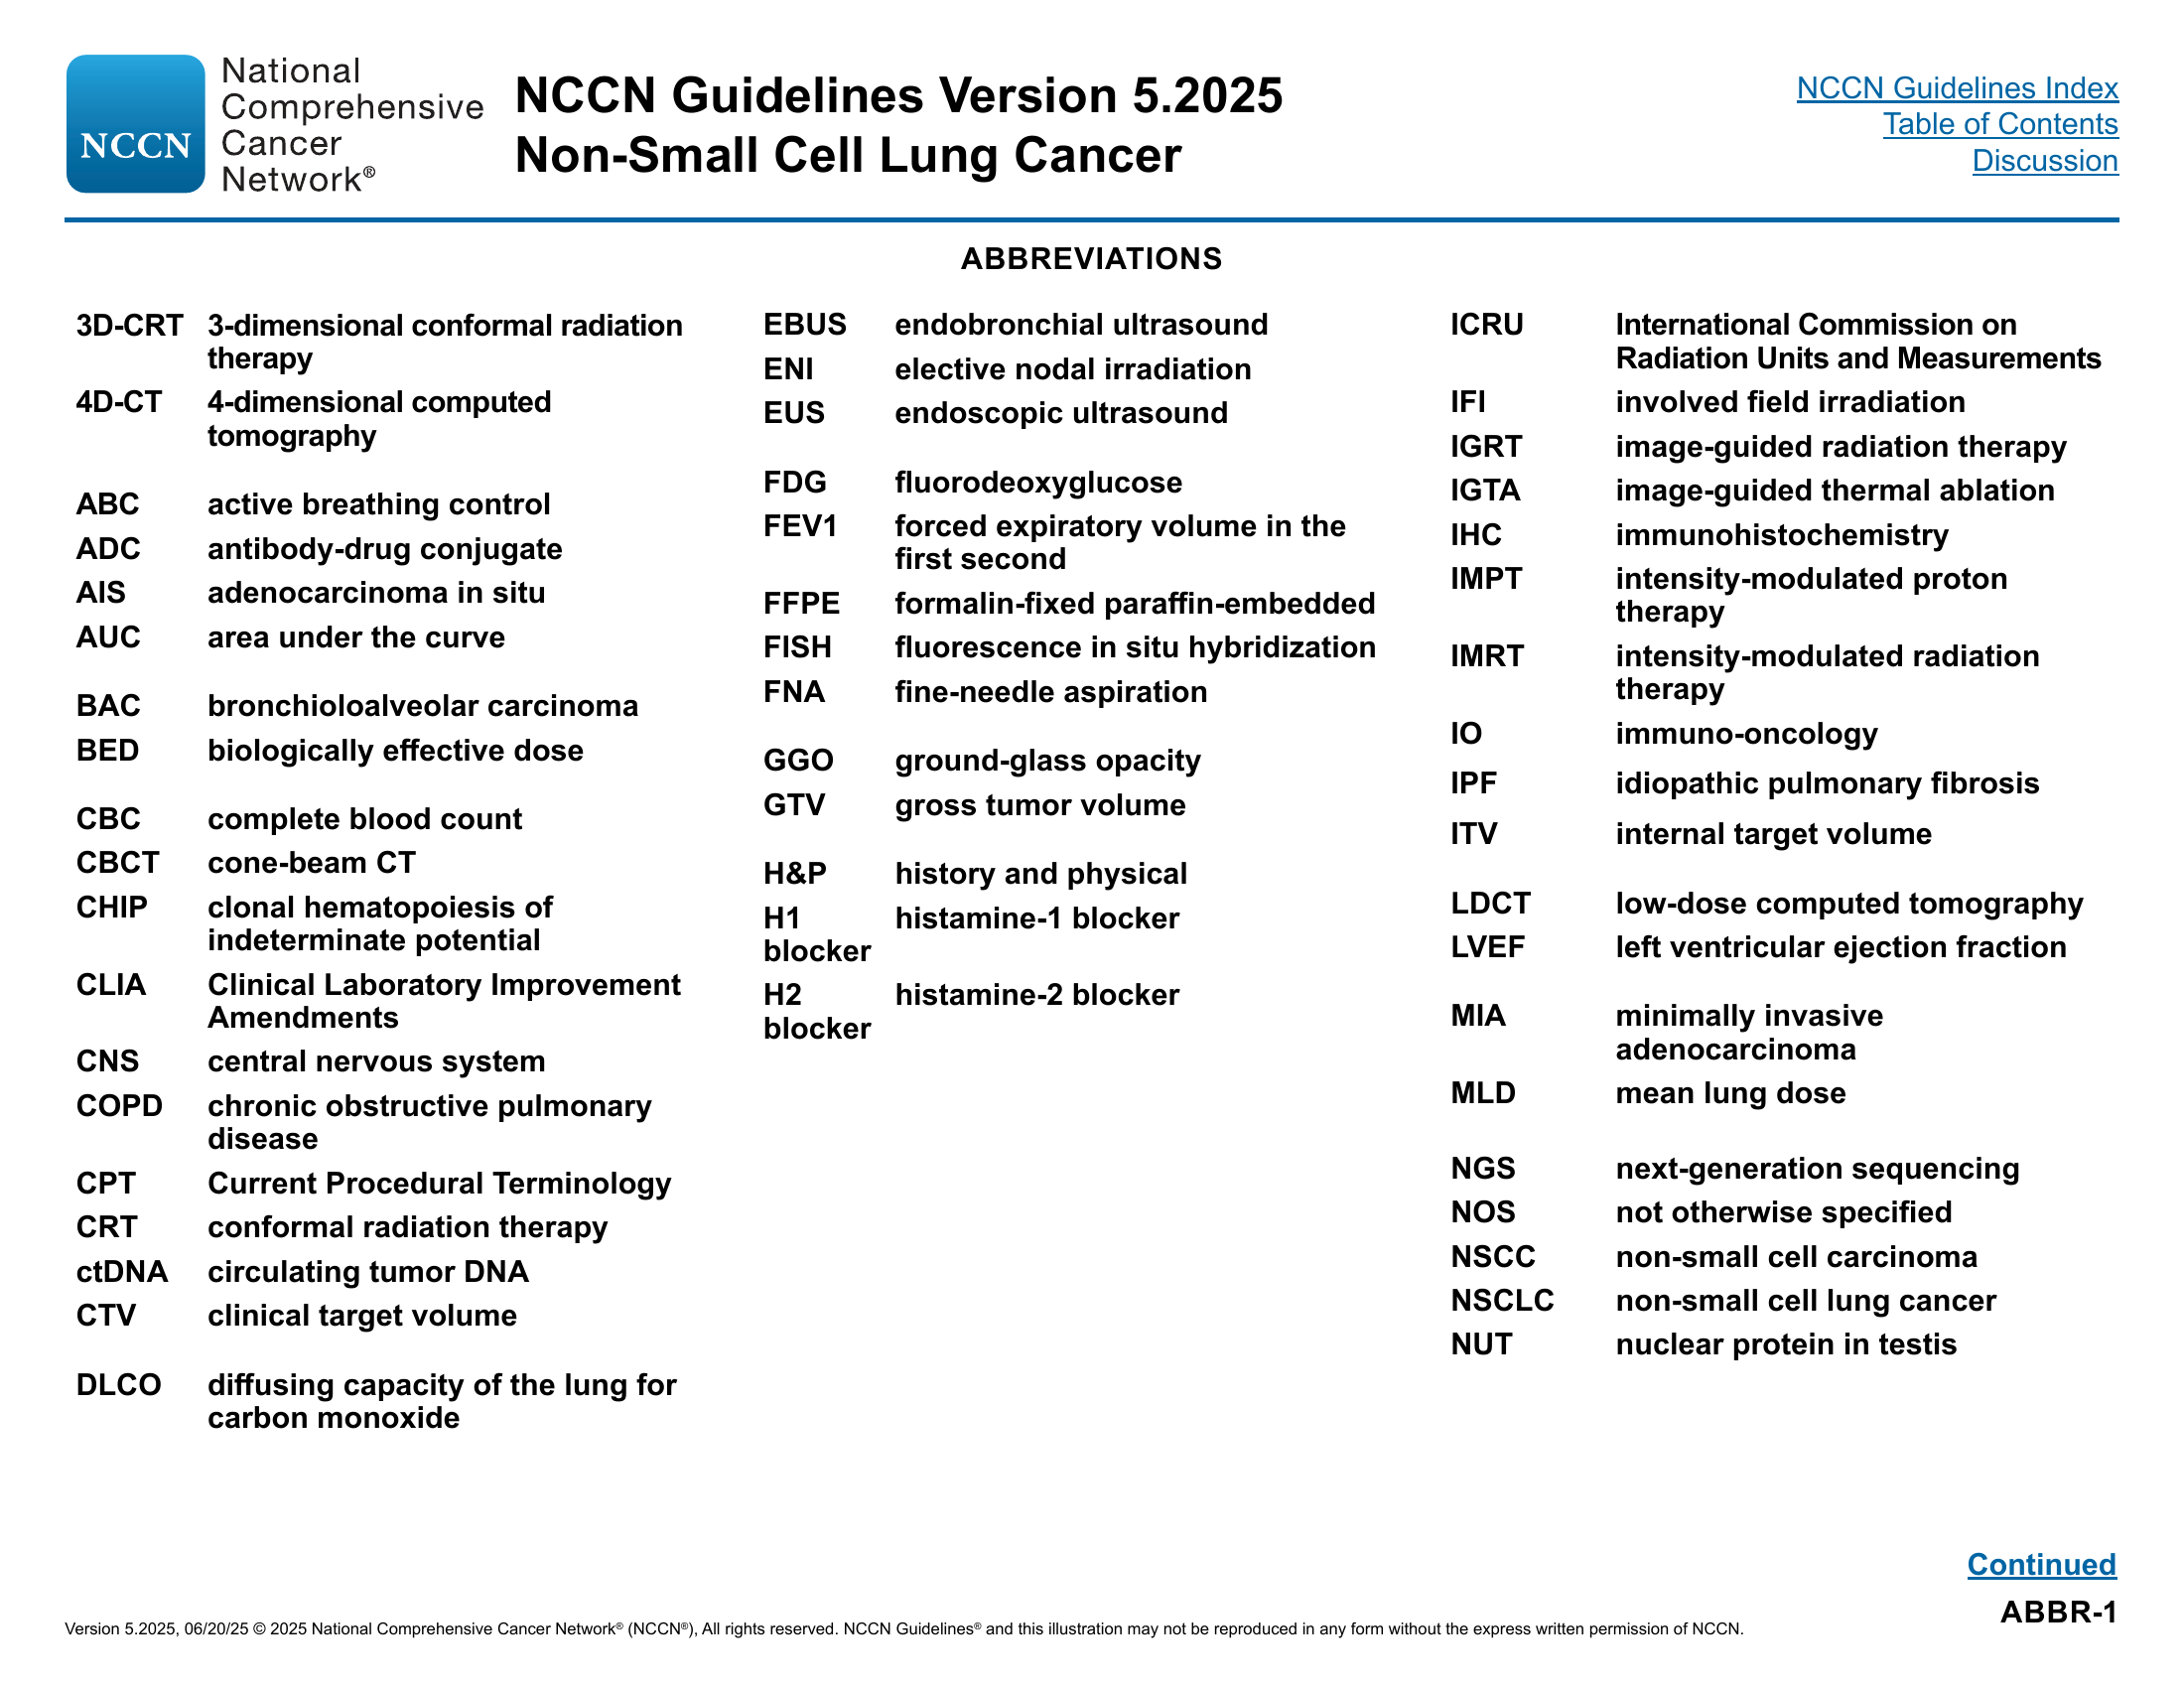 National
Comprehensive
Cancer
Network®
NCCN
NCCN Guidelines Version 5.2025
Non-Small Cell Lung Cancer
NCCN Guidelines Index
Table of Contents
Discussion
ABBREVIATIONS
3D-CRT 3-dimensional conformal radiation
therapy
4D-CT 4-dimensional computed
tomography
ABC active breathing control
ADC antibody-drug conjugate
AIS adenocarcinoma in situ
AUC area under the curve
BAC bronchioloalveolar carcinoma
BED biologically effective dose
CBC complete blood count
CBCT cone-beam CT
CHIP clonal hematopoiesis of
indeterminate potential
CLIA Clinical Laboratory Improvement
Amendments
CNS central nervous system
COPD chronic obstructive pulmonary
disease
CPT Current Procedural Terminology
CRT conformal radiation therapy
ctDNA circulating tumor DNA
CTV clinical target volume
DLCO diffusing capacity of the lung for
carbon monoxide
EBUS endobronchial ultrasound
ENI elective nodal irradiation
EUS endoscopic ultrasound
FDG fluorodeoxyglucose
FEV1 forced expiratory volume in the
first second
FFPE formalin-fixed paraffin-embedded
FISH fluorescence in situ hybridization
FNA fine-needle aspiration
GGO ground-glass opacity
GTV gross tumor volume
H&P history and physical
H1 histamine-1 blocker
blocker
H2 histamine-2 blocker
blocker
ICRU International Commission on
Radiation Units and Measurements
IFI involved field irradiation
IGRT image-guided radiation therapy
IGTA image-guided thermal ablation
IHC immunohistochemistry
IMPT intensity-modulated proton
therapy
IMRT intensity-modulated radiation
therapy
IO immuno-oncology
IPF idiopathic pulmonary fibrosis
ITV internal target volume
LDCT low-dose computed tomography
LVEF left ventricular ejection fraction
MIA minimally invasive
adenocarcinoma
MLD mean lung dose
NGS next-generation sequencing
NOS not otherwise specified
NSCC non-small cell carcinoma
NSCLC non-small cell lung cancer
NUT nuclear protein in testis
Continued
ABBR-1
Version 5.2025, 06/20/25 © 2025 National Comprehensive Cancer Network® (NCCN®), All rights reserved. NCCN Guidelines® and this illustration may not be reproduced in any form without the express written permission of NCCN.